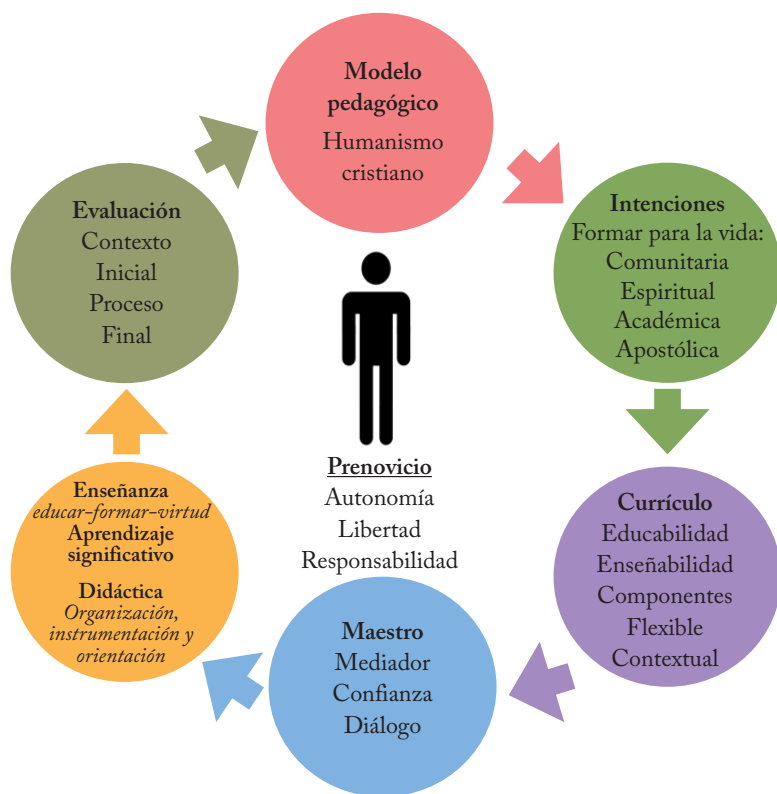 Modelo
pedagógico
Humanismo
cristiano
Intenciones
Formar para la vida:
Comunitaria
Espiritual
Académica
Apostólica
Currículo
Educabilidad
Enseñabilidad
Componentes
Flexible
Contextual
Maestro
Mediador
Confianza
Diálogo
Enseñanza
educar-formar-virtud
Aprendizaje
significativo
Didáctica
Organización,
instrumentación y
orientación
Evaluación
Contexto
Inicial
Proceso
Final
Prenovicio
Autonomía
Libertad
Responsabilidad